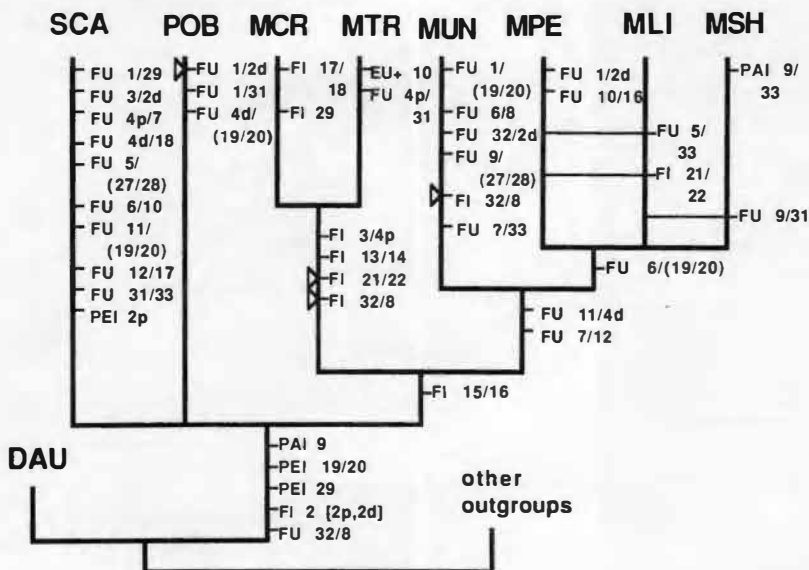 SCA POB MCR MTR MUN MPE MLI MSH
FU 1/29
FU 3/2d
FU 4p/7
FU 4d/18
FU 5/
(27/28)
FU 6/10
FU 11/
(19/20)
FU 12/17
FU 31/33
PEI 2p
FU 1/2d
FU 1/31
FU 4d/
(19/20)
FI 17/
18
FI 29
EU+ 10
FU 4p/
31
FI 3/4p
FI 13/14
FI 21/22
FI 32/8
FU 1/
(19/20)
FU 6/8
FU 32/2d
FU 9/
(27/28)
FI 32/8
FU 7/33
FU 1/2d
FU 10/16
FU 5/
33
FI 21/
22
PAI 9/
33
FU 9/31
FU 6/(19/20)
FU 11/4d
FU 7/12
FI 15/16
DAU
PAI 9
PEI 19/20
PEI 29
FI 2 [2p,2d]
FU 32/8
other
outgroups